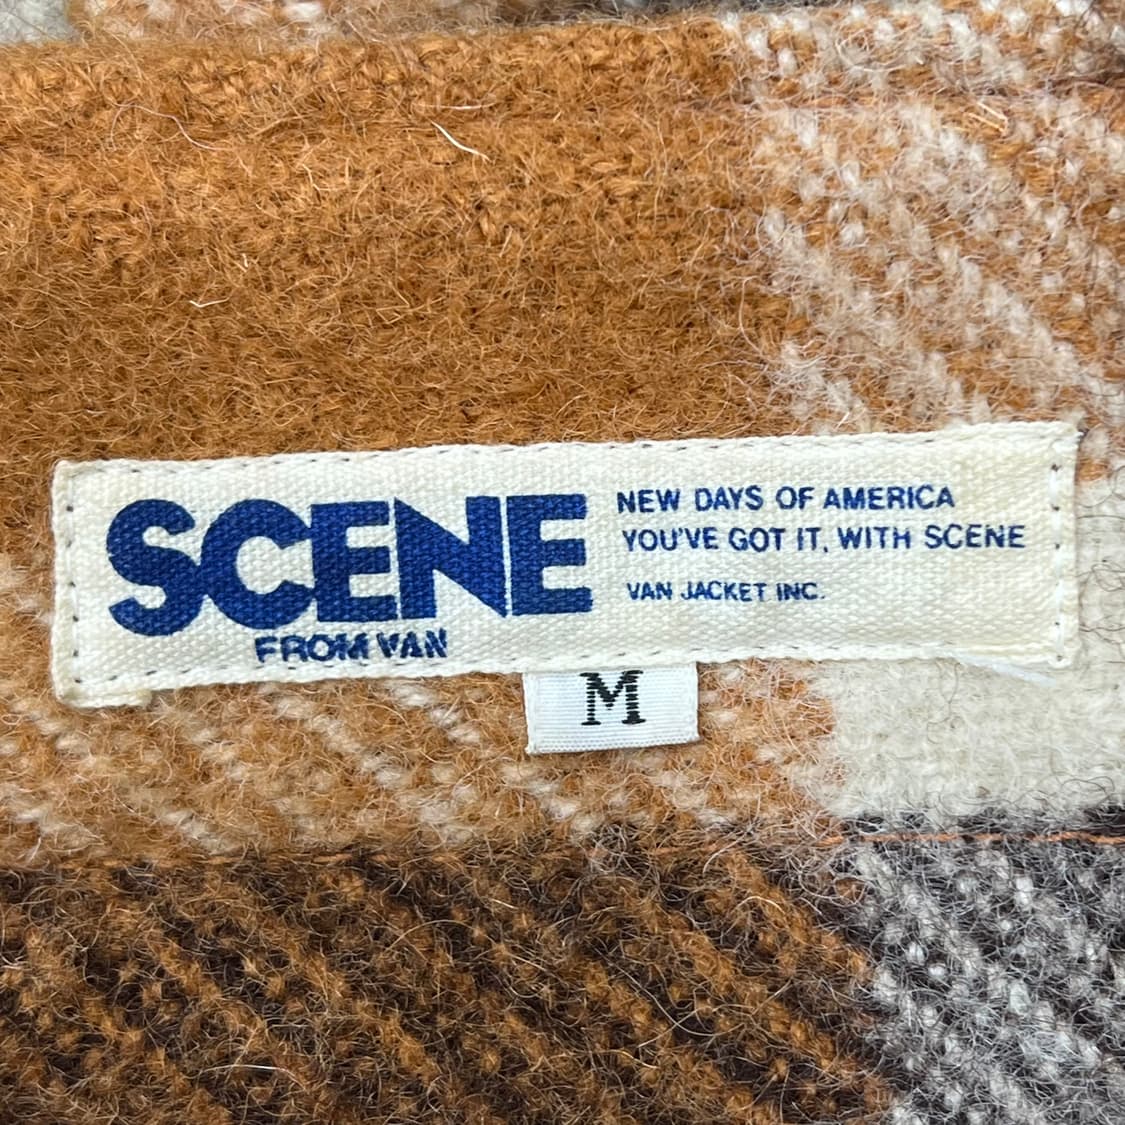 SCENE
FROM VAN
NEW DAYS OF AMERICA
YOU'VE GOT IT, WITH SCENE
VAN JACKET INC.
M